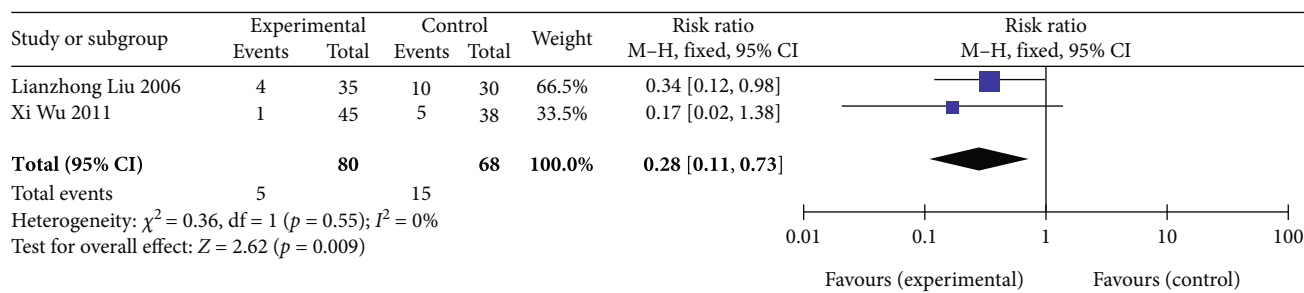 Study or subgroup Experimental Control Weight Risk ratio Risk ratio
Events Total Events Total M–H, fixed, 95% CI M–H, fixed, 95% CI
Lianzhong Liu 2006 4 35 10 30 66.5% 0.34 [0.12, 0.98]
Xi Wu 2011 1 45 5 38 33.5% 0.17 [0.02, 1.38]
Total (95% CI) 80 68 100.0% 0.28 [0.11, 0.73]
Total events 5 15
Heterogeneity: χ² = 0.36, df = 1 (p = 0.55); I² = 0%
Test for overall effect: Z = 2.62 (p = 0.009)
0.01 0.1 1 10 100
Favours (experimental) Favours (control)